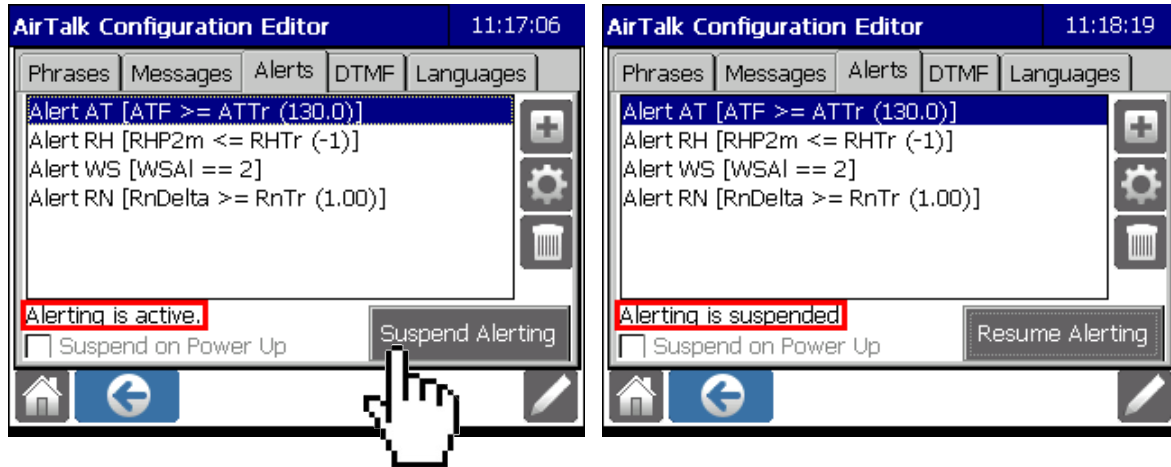 AirTalk Configuration Editor 11:17:06
Phrases Messages Alerts DTMF Languages
Alert AT [ATF >= ATTr (130.0)]
Alert RH [RHP2m <= RHTr (-1)]
Alert WS [WSAl == 2]
Alert RN [RnDelta >= RnTr (1.00)]
Alerting is active.
Suspend on Power Up
Suspend Alerting
AirTalk Configuration Editor 11:18:19
Phrases Messages Alerts DTMF Languages
Alert AT [ATF >= ATTr (130.0)]
Alert RH [RHP2m <= RHTr (-1)]
Alert WS [WSAl == 2]
Alert RN [RnDelta >= RnTr (1.00)]
Alerting is suspended
Suspend on Power Up
Resume Alerting